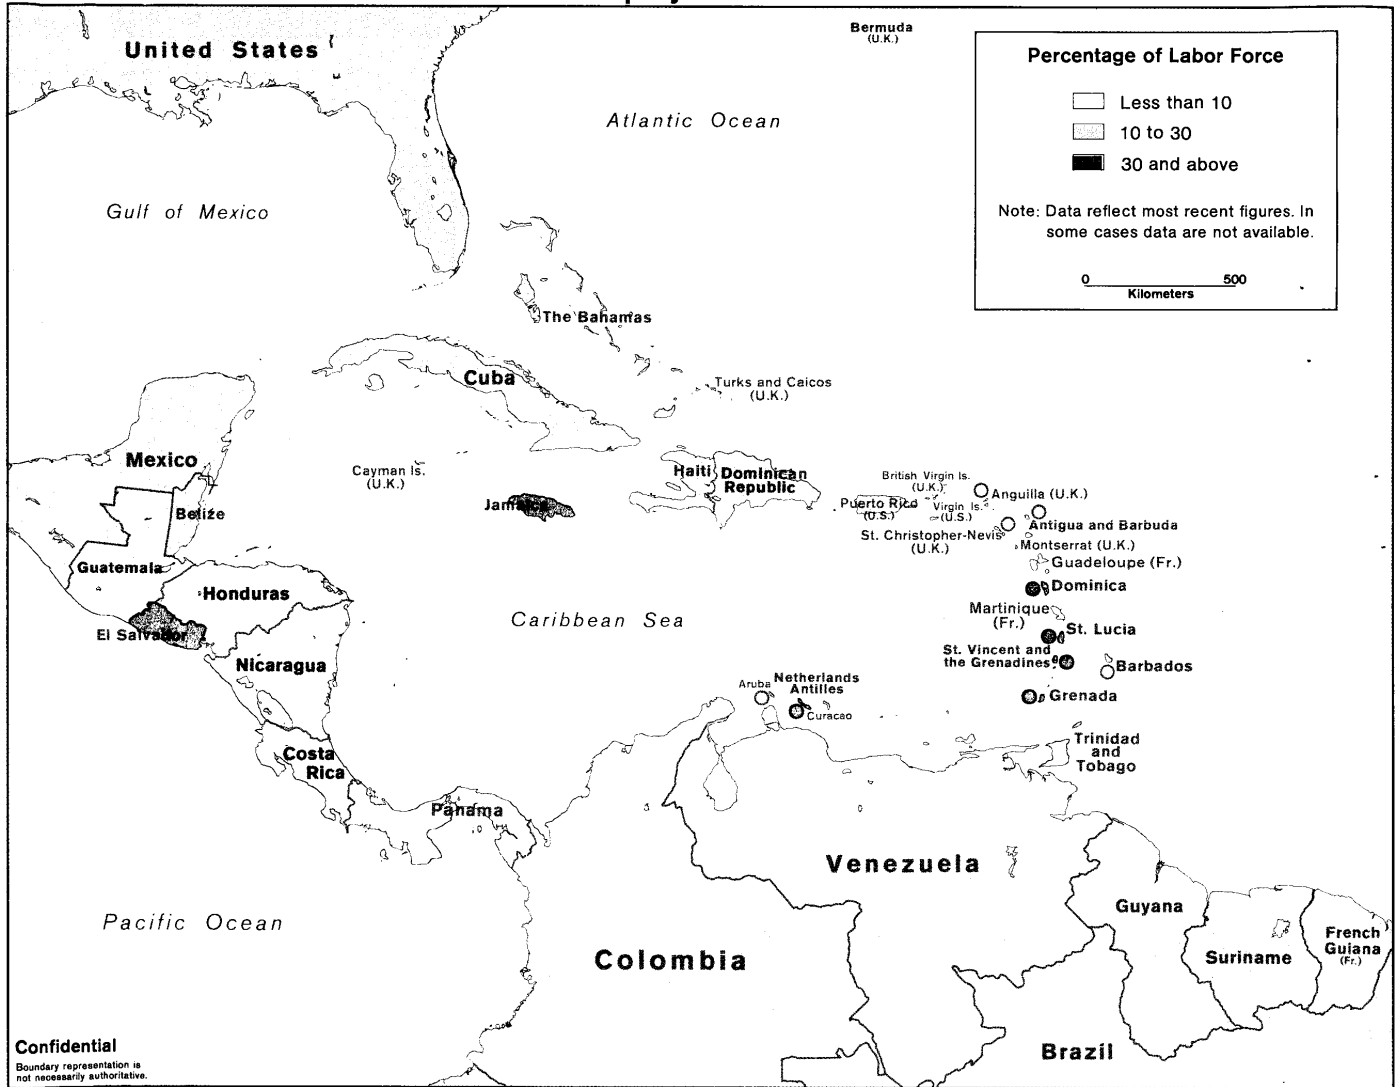 Bermuda
(U.K.)
United States
Percentage of Labor Force
Less than 10
10 to 30
30 and above
Note: Data reflect most recent figures. In
some cases data are not available.
0 500
Kilometers
Atlantic Ocean
Gulf of Mexico
The Bahamas
Cuba
Turks and Caicos
(U.K.)
Mexico
Cayman Is.
(U.K.)
Haiti
Dominican
Republic
British Virgin Is.
(U.K.)
Anguilla (U.K.)
Jamaica
Puerto Rico
(U.S.)
Virgin Is.
(U.S.)
Belize
Antigua and Barbuda
St. Christopher-Nevis
(U.K.)
Montserrat (U.K.)
Guadeloupe (Fr.)
Guatemala
Dominica
Honduras
Martinique
(Fr.)
Caribbean Sea
St. Lucia
El Salvador
St. Vincent and
the Grenadines
Barbados
Nicaragua
Aruba
Netherlands
Antilles
Curacao
Grenada
Costa
Rica
Trinidad
and
Tobago
Panama
Venezuela
Guyana
Pacific Ocean
Colombia
Suriname
French
Guiana
(Fr.)
Brazil
Confidential
Boundary representation is
not necessarily authoritative.